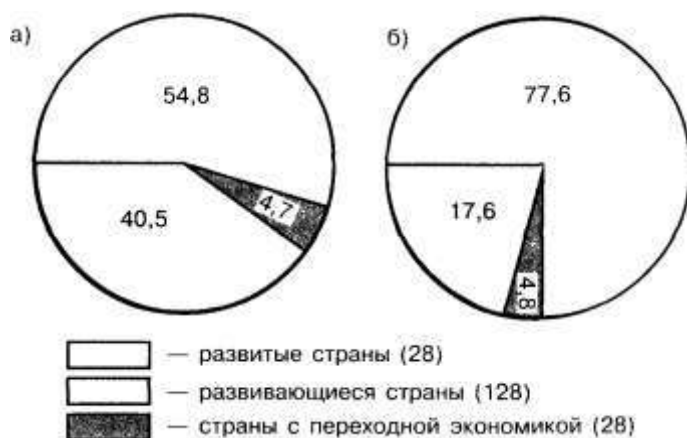 а)
54,8
40,5
4,7
б)
77,6
17,6
4,8
— развитые страны (28)
— развивающиеся страны (128)
— страны с переходной экономикой (28)